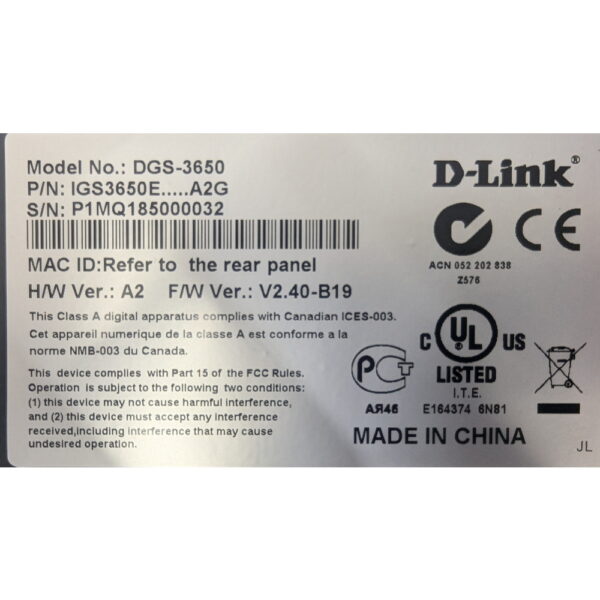 Model No.: DGS-3650
P/N: IGS3650E.....A2G
S/N: P1MQ185000032
MAC ID:Refer to the rear panel
H/W Ver.: A2 F/W Ver.: V2.40-B19
This Class A digital apparatus complies with Canadian ICES-003.
Cet appareil numerique de la classe A est conforme a la
norme NMB-003 du Canada.
This device complies with Part 15 of the FCC Rules.
Operation is subject to the following two conditions:
(1) this device may not cause harmful interference,
and (2) this device must accept any interference
received,including interference that may cause
undesired operation.
D-Link®
CE
ACN 052 202 838
Z576
C UL® US
LISTED
I.T.E.
E164374 6N81
РСТ
АЯ46
MADE IN CHINA
JL